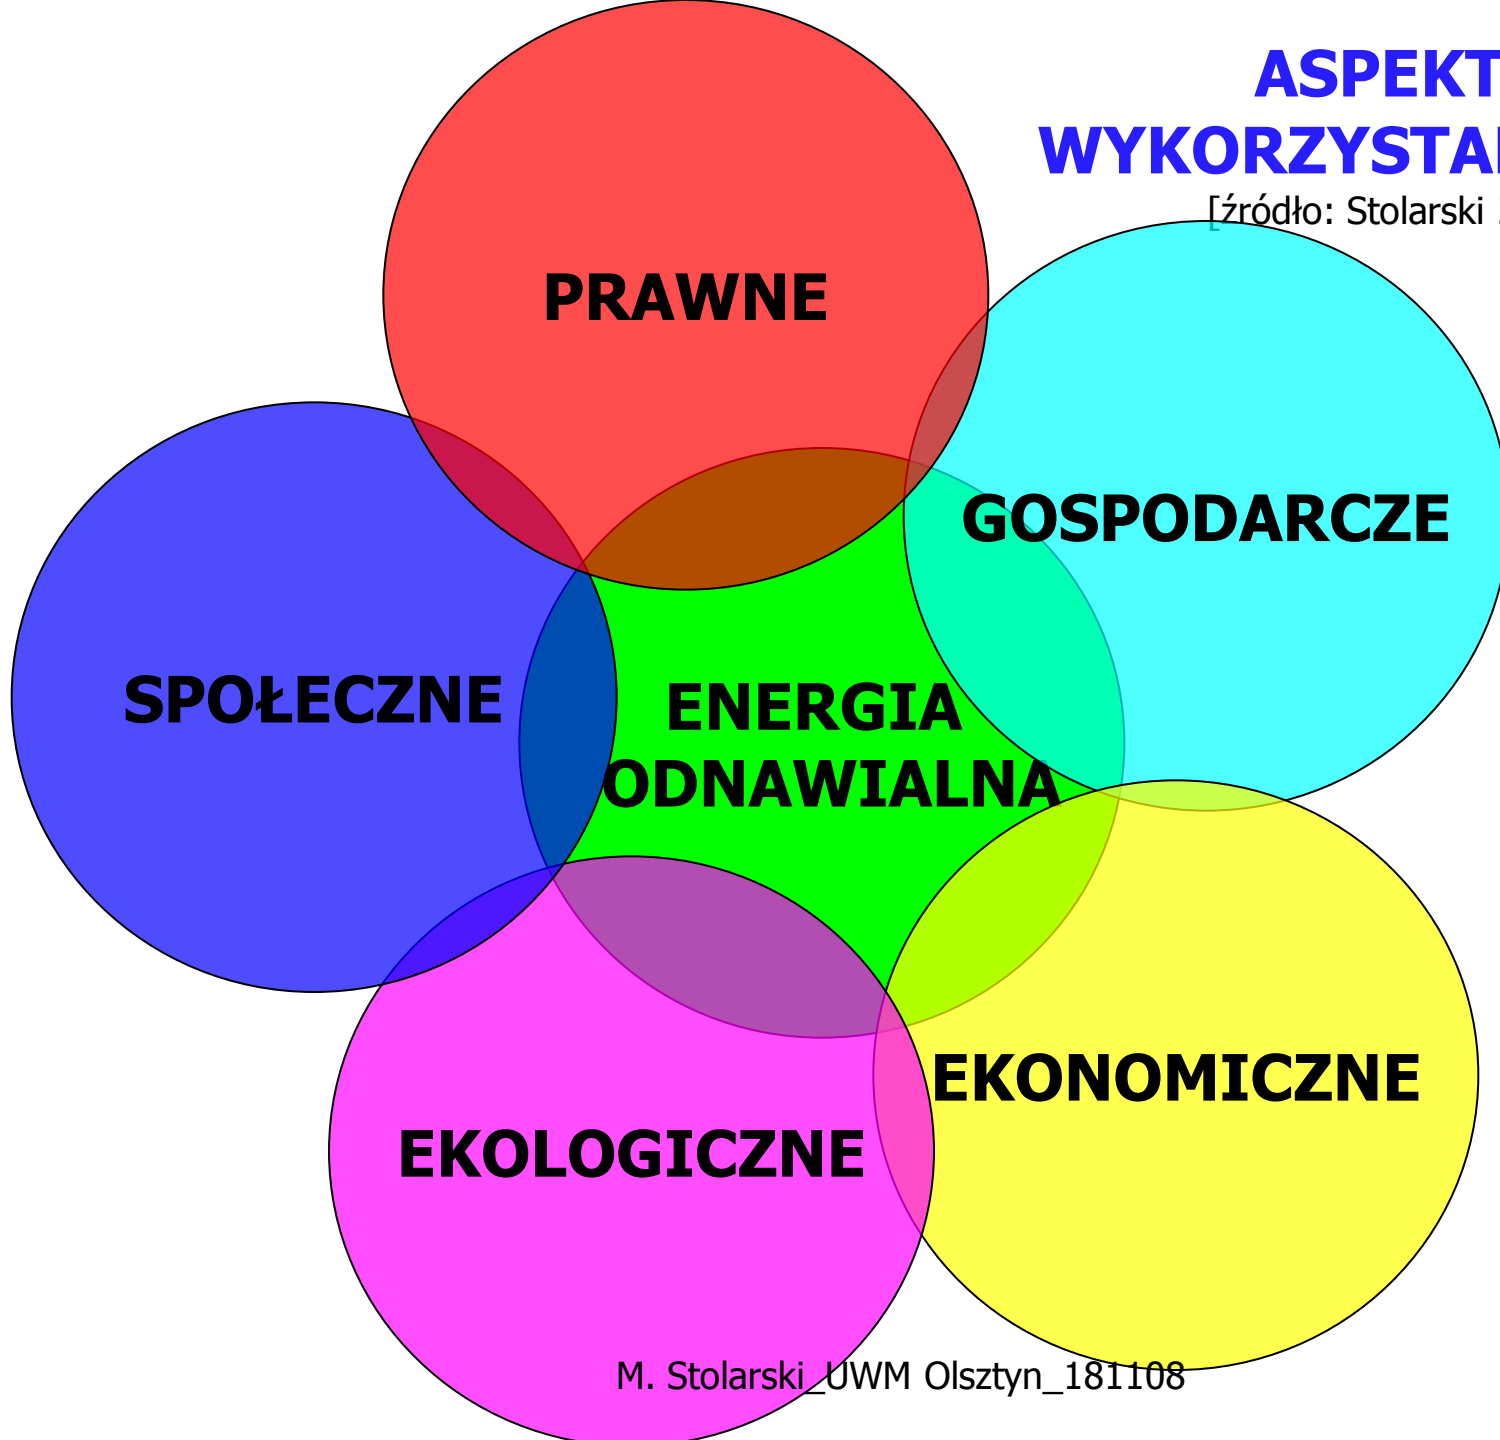 ASPEKT
WYKORZYSTA
[źródło: Stolarski
PRAWNE
GOSPODARCZE
SPOŁECZNE
ENERGIA
ODNAWIALNA
EKONOMICZNE
EKOLOGICZNE
M. Stolarski_UWM Olsztyn_181108